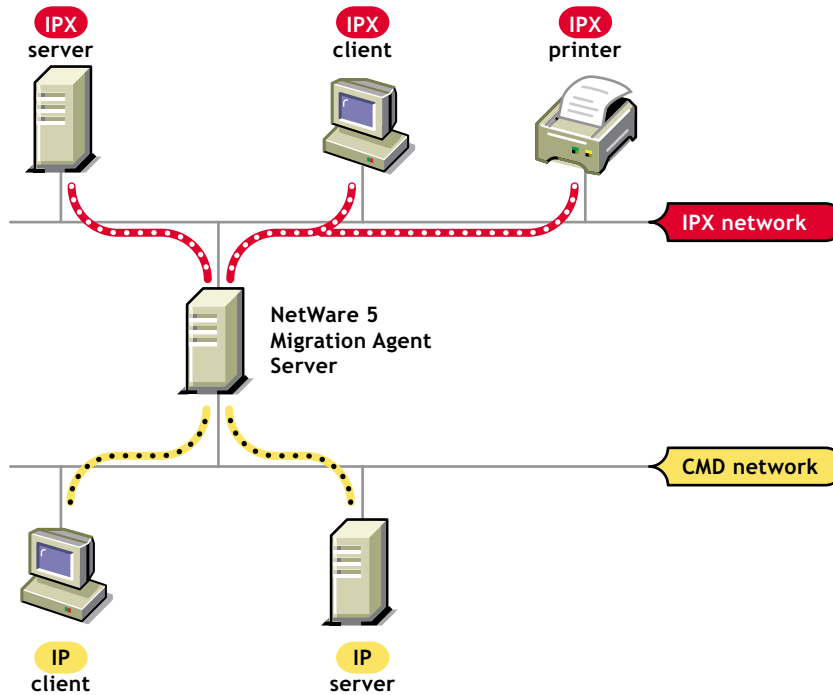 IPX
server
IPX
client
IPX
printer
IPX network
NetWare 5
Migration Agent
Server
CMD network
IP
client
IP
server